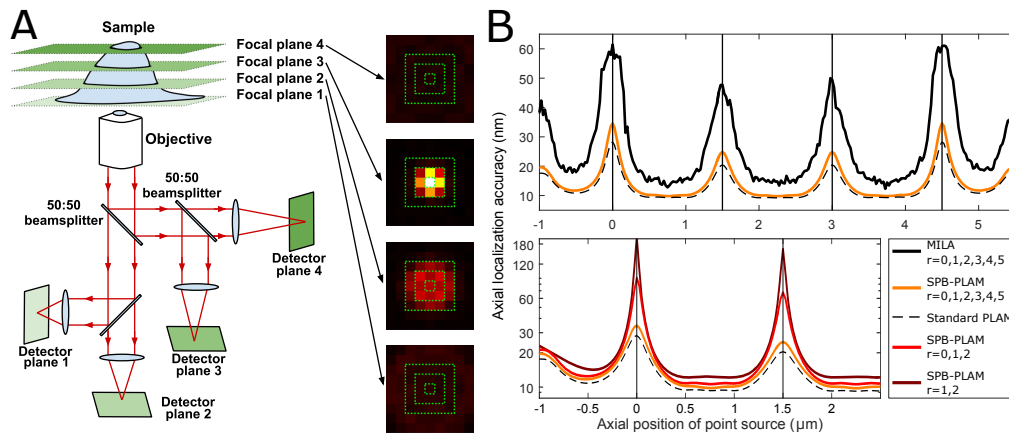 A
Sample
Focal plane 4
Focal plane 3
Focal plane 2
Focal plane 1
Objective
50:50
beamsplitter
50:50
beamsplitter
Detector
plane 4
Detector
plane 1
Detector
plane 3
Detector
plane 2
B
Axial localization accuracy (nm)
60
50
40
30
20
10
-1
0
1
2
3
4
5
180
120
60
30
20
10
-1
-0.5
0
0.5
1
1.5
2
Axial position of point source (µm)
MILA
r=0,1,2,3,4,5
SPB-PLAM
r=0,1,2,3,4,5
Standard PLAM
SPB-PLAM
r=0,1,2
SPB-PLAM
r=1,2